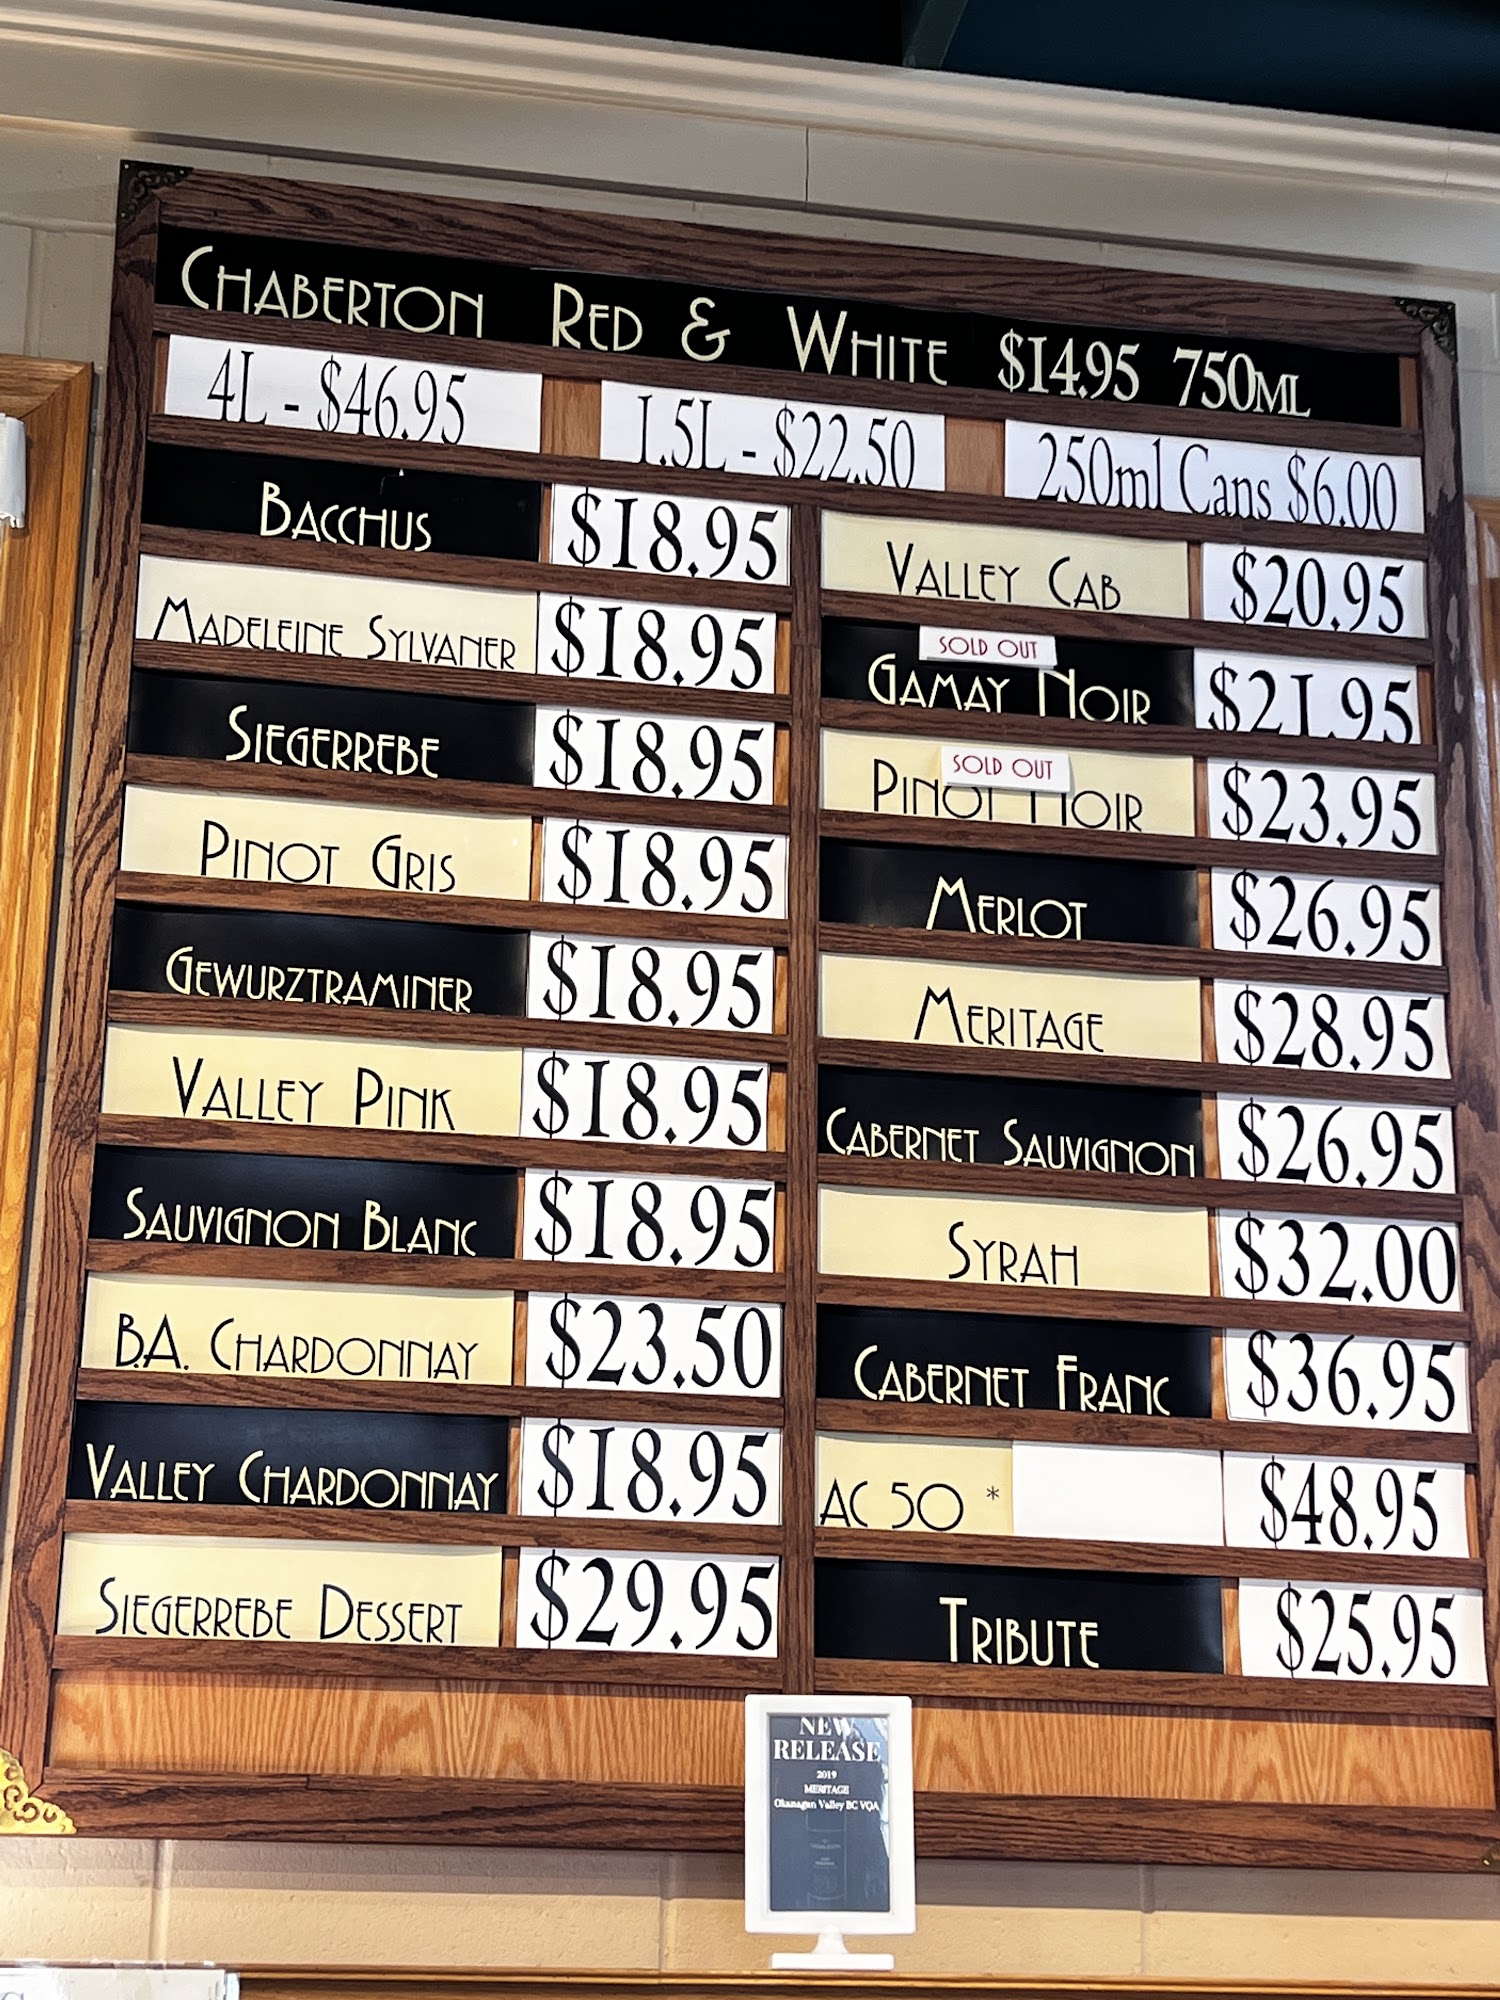 CHABERTON RED & WHITE $14.95 750ML
4L - $46.95 1.5L - $22.50 250ml Cans $6.00
BACCHUS $18.95
MADELEINE SYLVANER $18.95
SIEGERREBE $18.95
PINOT GRIS $18.95
GEWURZTRAMINER $18.95
VALLEY PINK $18.95
SAUVIGNON BLANC $18.95
B.A. CHARDONNAY $23.50
VALLEY CHARDONNAY $18.95
SIEGERREBE DESSERT $29.95
VALLEY CAB $20.95
SOLD OUT
GAMAY NOIR $21.95
SOLD OUT
PINOT NOIR $23.95
MERLOT $26.95
MERITAGE $28.95
CABERNET SAUVIGNON $26.95
SYRAH $32.00
CABERNET FRANC $36.95
AC 50 * $48.95
TRIBUTE $25.95
NEW
RELEASE
2019
MERITAGE
Okanagan Valley BC VQA